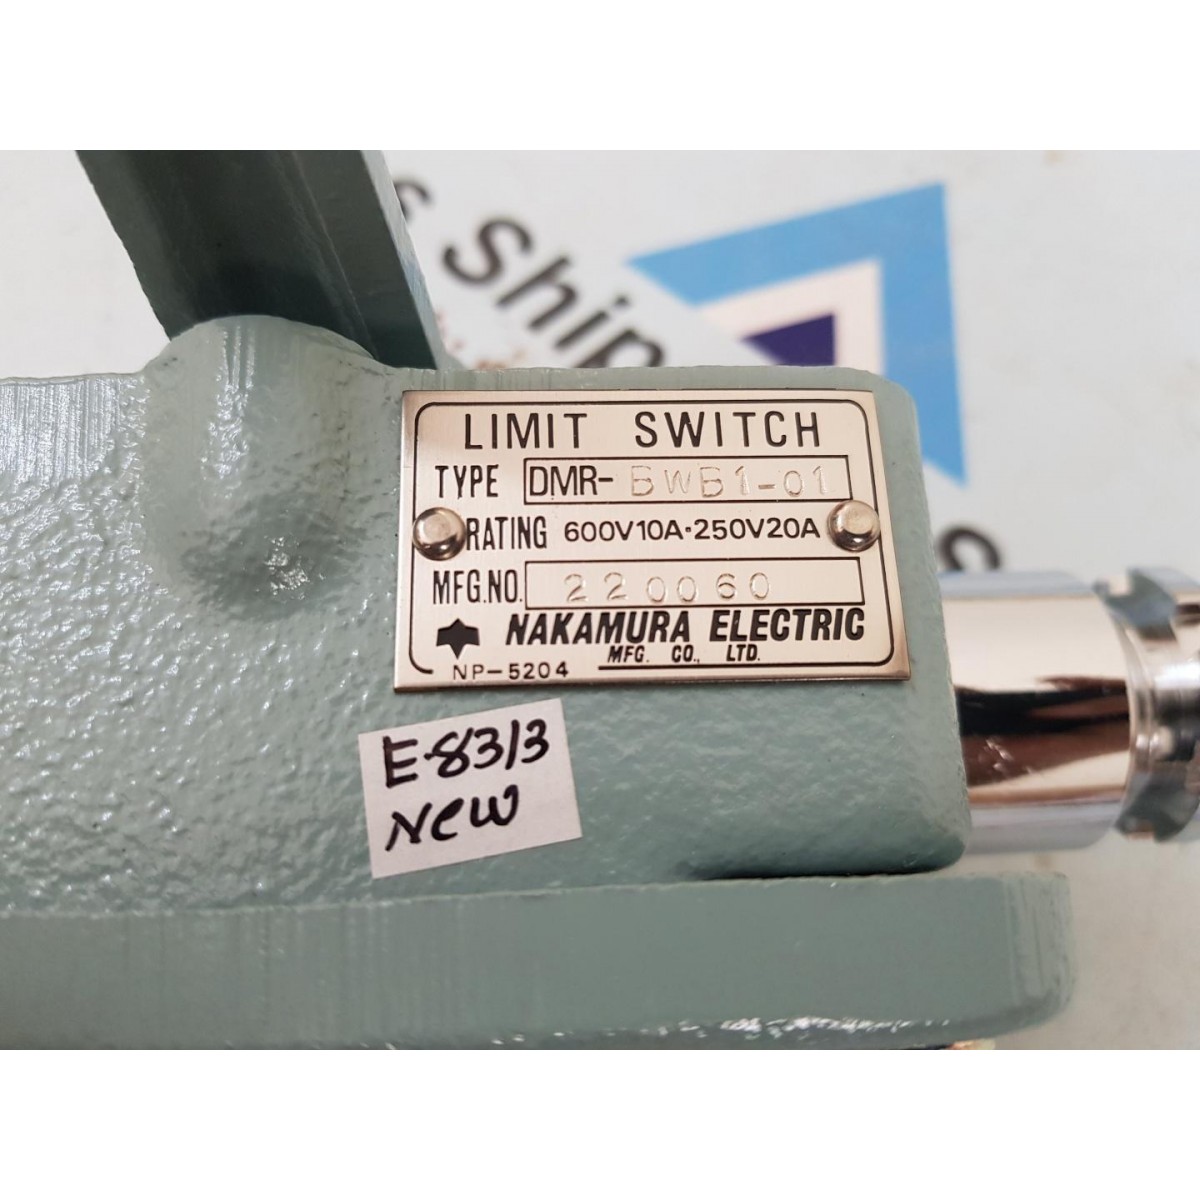 s Ship
LIMIT SWITCH
TYPE DMR-BWB1-01
RATING 600V10A·250V20A
MFG.NO. 220060
NAKAMURA ELECTRIC
MFG. CO., LTD.
NP-5204
E-8313
New